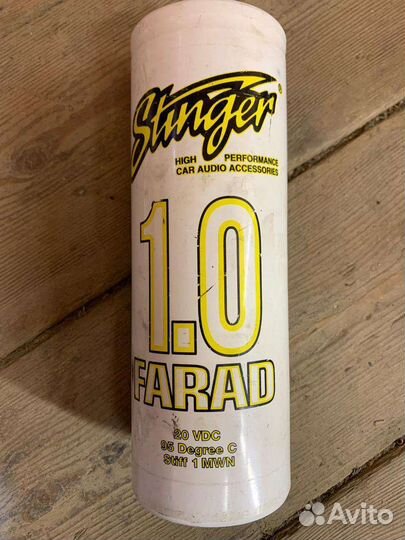 Stinger®
HIGH PERFORMANCE
CAR AUDIO ACCESSORIES
1.0
FARAD
20 VDC
95 Degree C
Stiff 1 MWN
Avito